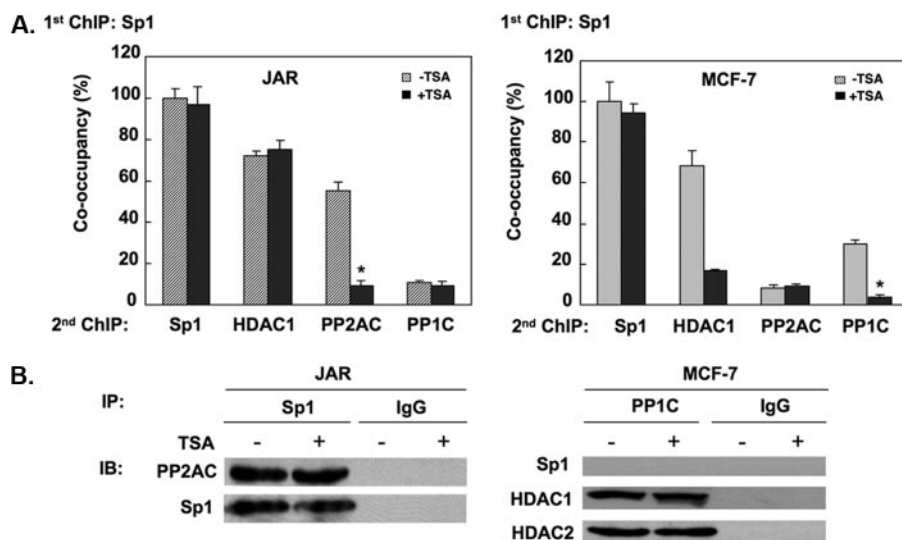 A. 1st ChIP: Sp1
120
100
80
60
40
20
0
Co-occupancy (%)
JAR
-TSA
+TSA
*
2nd ChIP: Sp1 HDAC1 PP2AC PP1C
1st ChIP: Sp1
120
100
80
60
40
20
0
Co-occupancy (%)
MCF-7
-TSA
+TSA
*
2nd ChIP: Sp1 HDAC1 PP2AC PP1C
B.
JAR
IP: Sp1 IgG
TSA - + - +
IB: PP2AC
Sp1
MCF-7
PP1C IgG
- + - +
Sp1
HDAC1
HDAC2